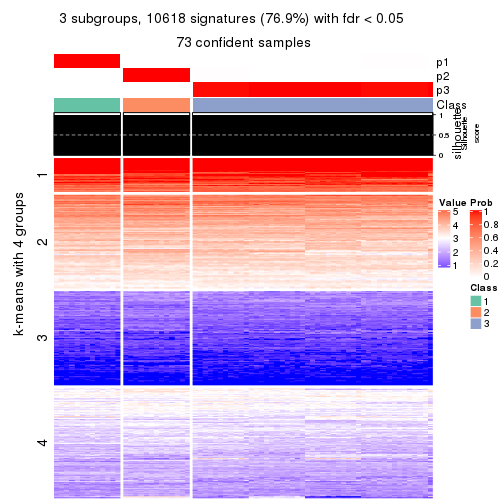 3 subgroups, 10618 signatures (76.9%) with fdr < 0.05
73 confident samples
p1
p2
p3
Class
1
0.5
0
silhouette
Silhouette
score
k-means with 4 groups
1
2
3
4
Value
5
4
3
2
1
Prob
1
0.8
0.6
0.4
0.2
0
Class
1
2
3